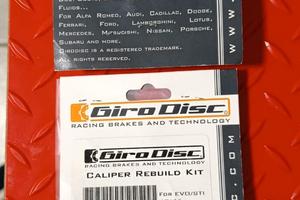 Fluids...
For Alfa Romeo, Audi, Cadillac, Dodge,
Ferrari, Ford, Lamborghini, Lotus,
Mercedes, Mitsubishi, Nissan, Porsche,
Subaru and more.
Girodisc is a registered trademark.
All rights reserved.
WWW.
Giro Disc
RACING BRAKES AND TECHNOLOGY
Giro Disc
RACING BRAKES AND TECHNOLOGY
Caliper Rebuild Kit
For EVO/STI
.COM